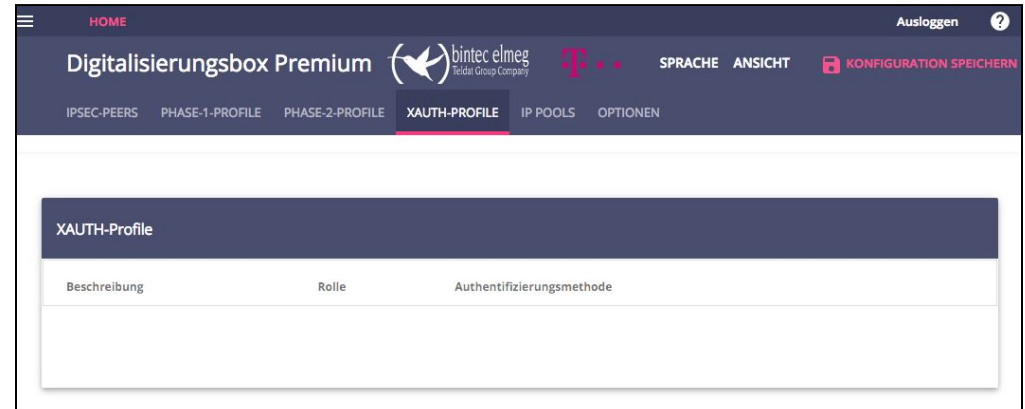 HOME Ausloggen ?
Digitalisierungsbox Premium bintec elmeg T SPRACHE ANSICHT KONFIGURATION SPEICHERN
Teldat Group Company
IPSEC-PEERS PHASE-1-PROFILE PHASE-2-PROFILE XAUTH-PROFILE IP POOLS OPTIONEN
XAUTH-Profile
Beschreibung Rolle Authentifizierungsmethode